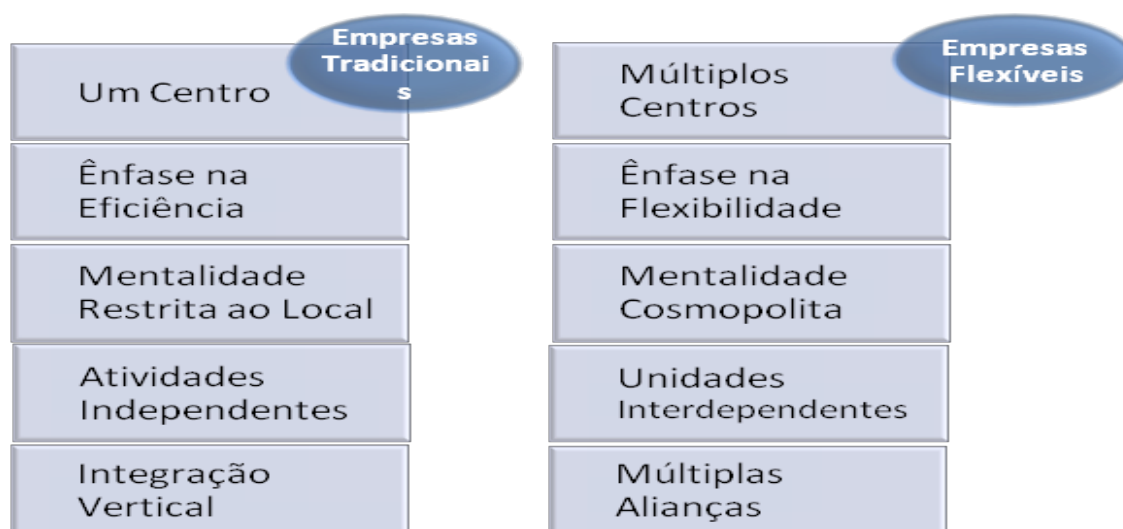 Empresas
Tradicionai
s
Um Centro
Ênfase na
Eficiência
Mentalidade
Restrita ao Local
Atividades
Independentes
Integração
Vertical
Empresas
Flexíveis
Múltiplos
Centros
Ênfase na
Flexibilidade
Mentalidade
Cosmopolita
Unidades
Interdependentes
Múltiplas
Alianças